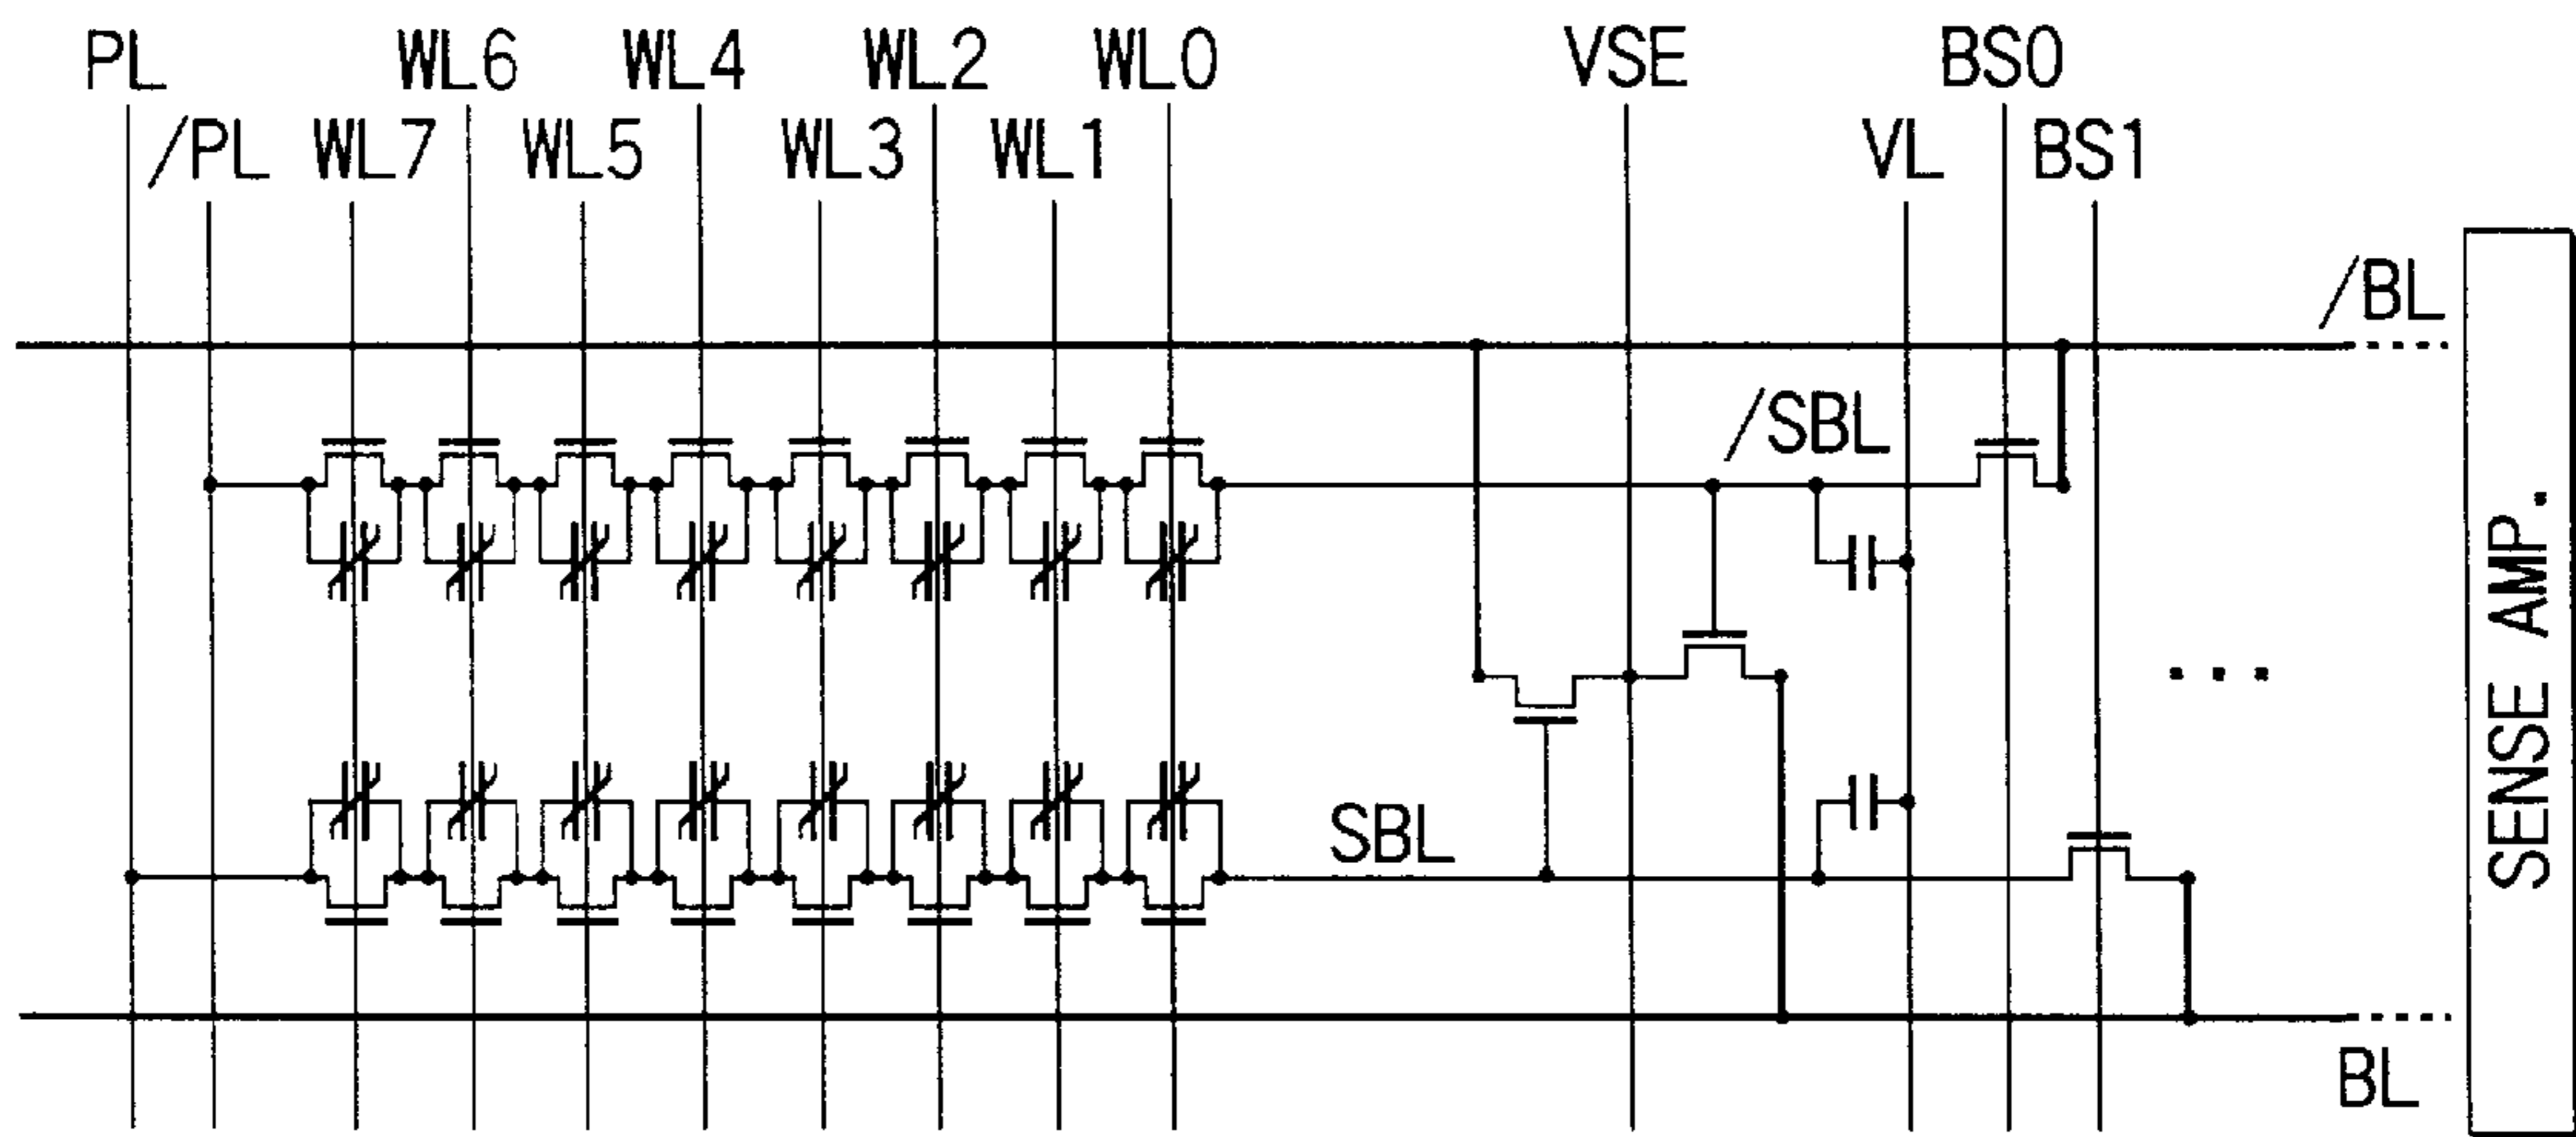 PL WL6 WL4 WL2 WL0 VSE BS0
/PL WL7 WL5 WL3 WL1 VL BS1
/BL
/SBL
SENSE AMP.
SBL
BL